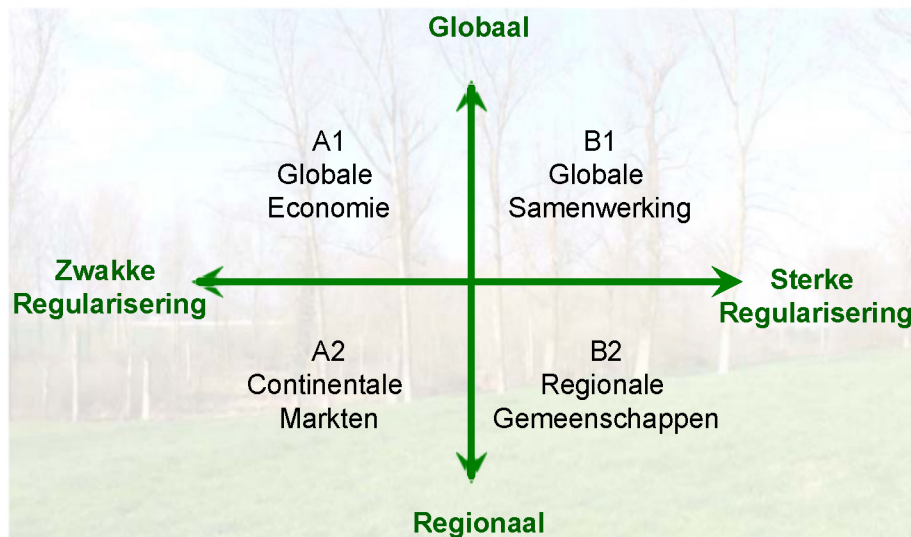 Globaal
A1
Globale
Economie
B1
Globale
Samenwerking
Zwakke
Regularisering
Sterke
Regularisering
A2
Continentale
Markten
B2
Regionale
Gemeenschappen
Regionaal